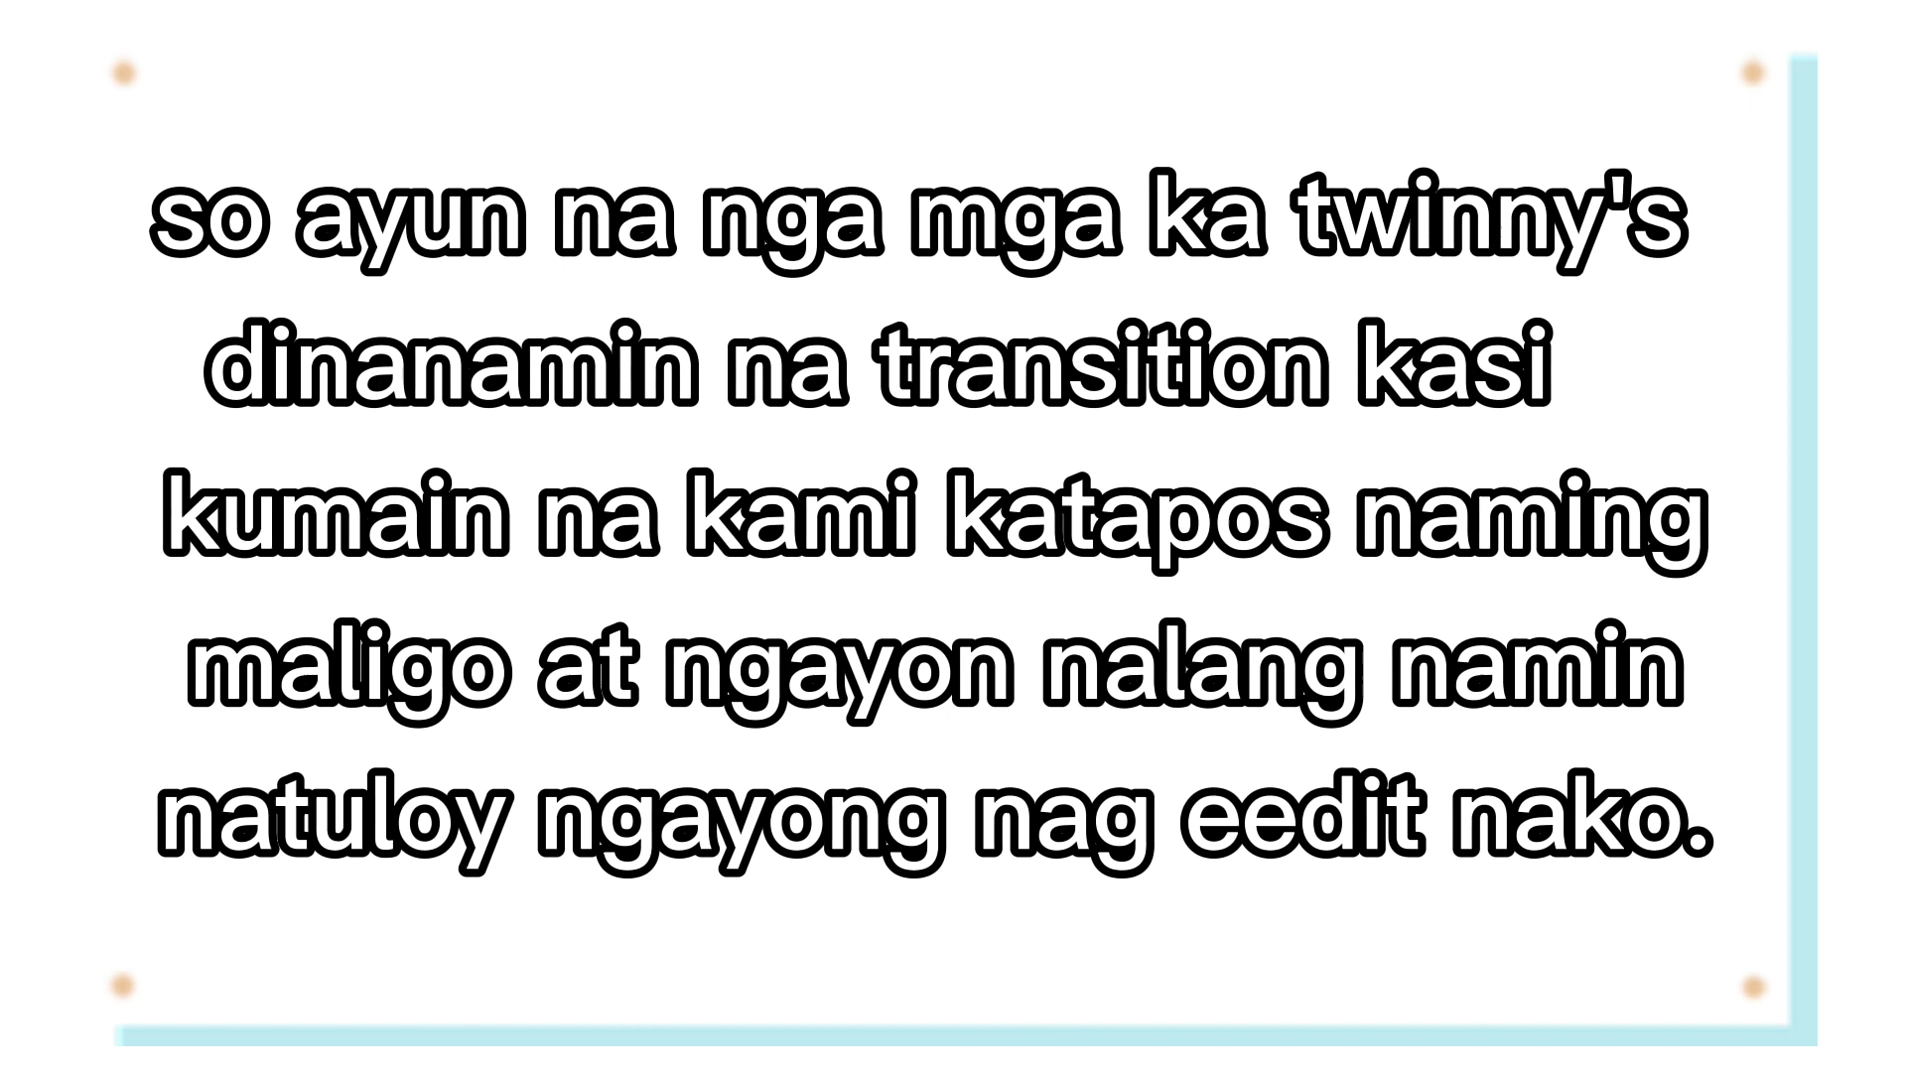 so ayun na nga mga ka twinny's
dinanamin na transition kasi
kumain na kami katapos naming
maligo at ngayon nalang namin
natuloy ngayong nag eedit nako.